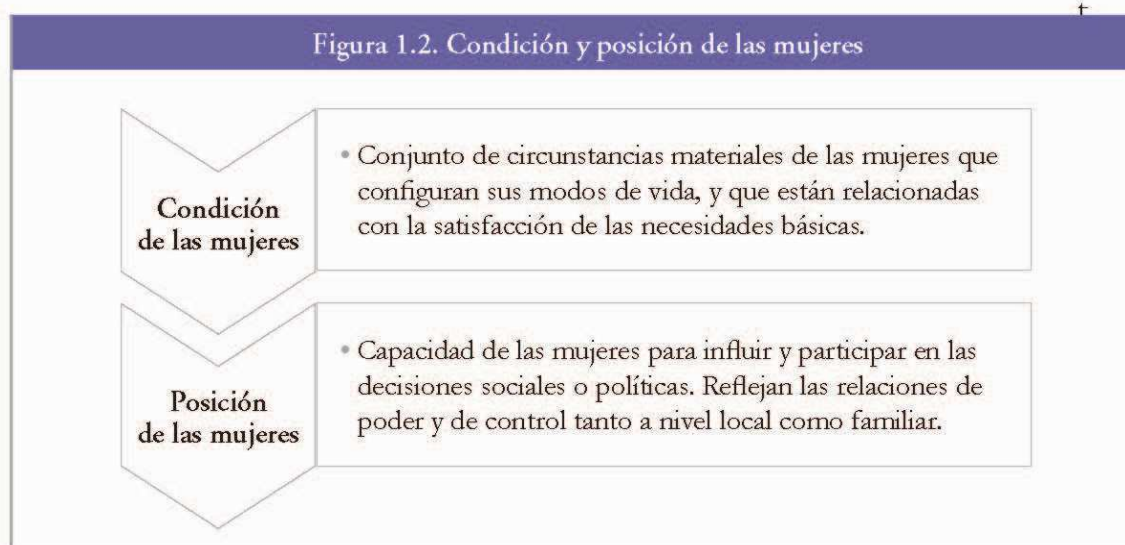 t
Figura 1.2. Condición y posición de las mujeres
Condición
de las mujeres
• Conjunto de circunstancias materiales de las mujeres que
configuran sus modos de vida, y que están relacionadas
con la satisfacción de las necesidades básicas.
Posición
de las mujeres
• Capacidad de las mujeres para influir y participar en las
decisiones sociales o políticas. Reflejan las relaciones de
poder y de control tanto a nivel local como familiar.